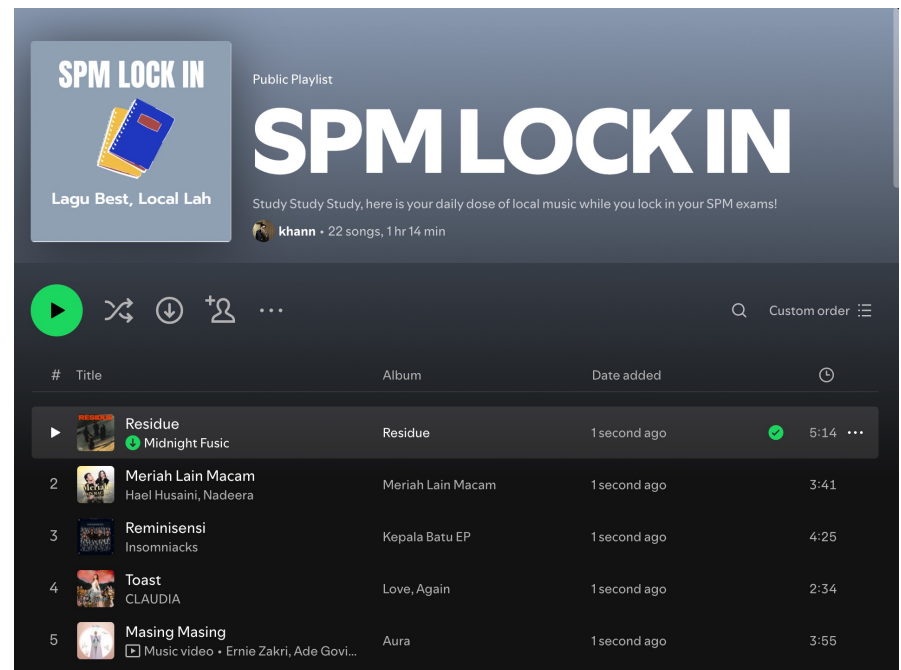 SPM LOCK IN
Lagu Best, Local Lah
Public Playlist
SPM LOCK IN
Study Study Study, here is your daily dose of local music while you lock in your SPM exams!
khann • 22 songs, 1 hr 14 min
Custom order
# Title Album Date added
RESIDUE
Residue
Midnight Fusic
Residue 1 second ago 5:14
2 Meriah Lain Macam
Hael Husaini, Nadeera
Meriah Lain Macam 1 second ago 3:41
3 Reminisensi
Insomniacks
Kepala Batu EP 1 second ago 4:25
4 Toast
CLAUDIA
Love, Again 1 second ago 2:34
5 Masing Masing
Music video • Ernie Zakri, Ade Govi...
Aura 1 second ago 3:55